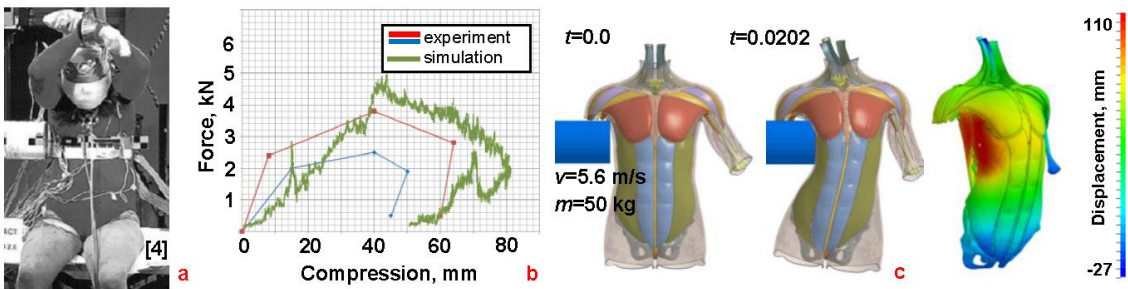 [4]
a
6
5
4
3
2
1
0
20
40
60
80
Force, kN
Compression, mm
experiment
simulation
b
t=0.0
t=0.0202
v=5.6 m/s
m=50 kg
c
110
Displacement, mm
-27